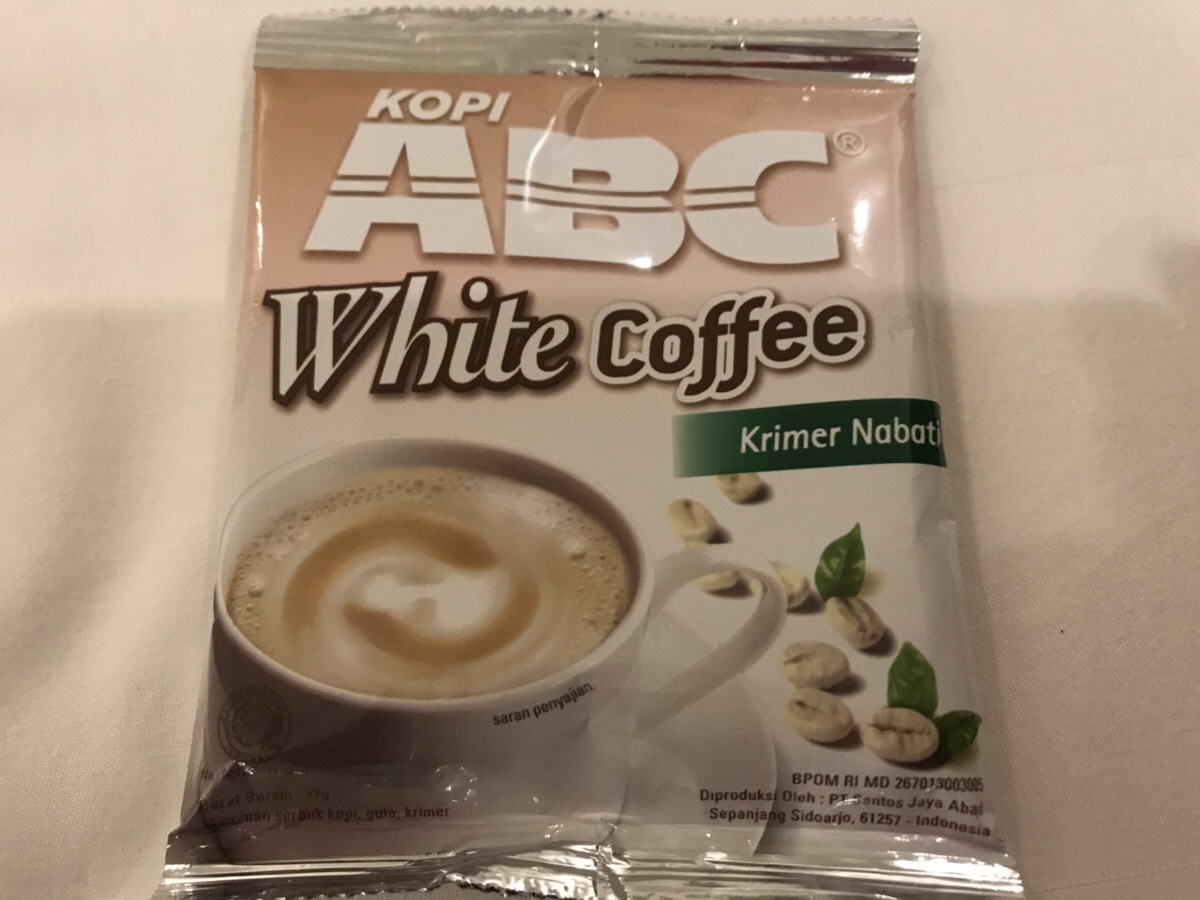 KOPI
ABC®
White Coffee
Krimer Nabati
saran penyajian
BPOM RI MD 267013003005
Diproduksi Oleh : PT Santos Jaya Abadi
Sepanjang Sidoarjo, 61257 - Indonesia
Berat Bersih 27g
serbuk kopi, gula, krimer